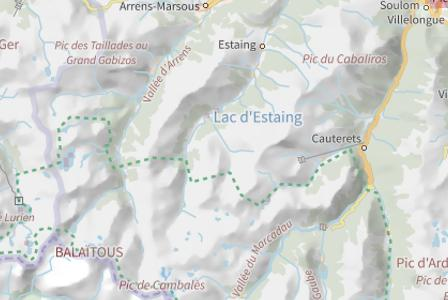 Arrens-Marsous
Soulom
Villelongue
Ger
Pic des Taillades au
Grand Gabizos
Estaing
Pic du Cabaliros
Vallée d'Arrens
Lac d'Estaing
Cauterets
Lurien
BALAITOUS
Pic de Cambalès
Vallée du Marcadau
Pic d'Ard
Pic de